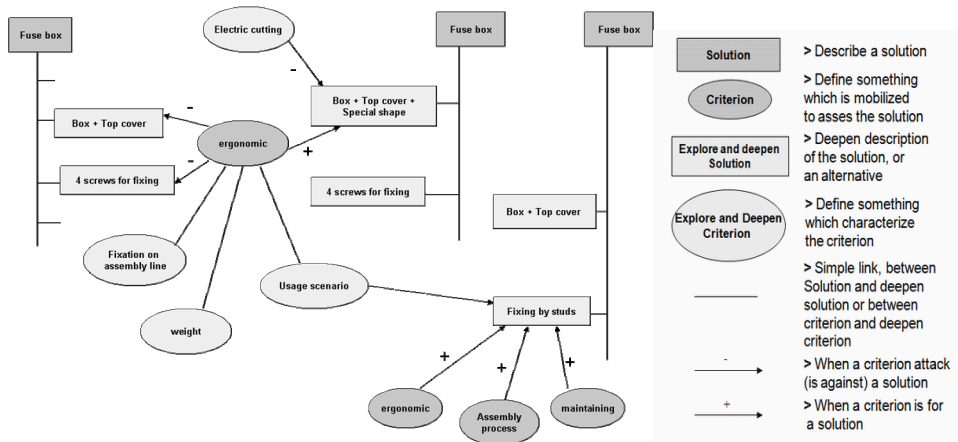 Fuse box
Electric cutting
Fuse box
Fuse box
-
Box + Top cover +
Special shape
-
Box + Top cover
ergonomic
+
-
4 screws for fixing
4 screws for fixing
Box + Top cover
Fixation on
assembly line
Usage scenario
weight
Fixing by studs
+
+
+
ergonomic
Assembly
process
maintaining
Solution
> Describe a solution
Criterion
> Define something
which is mobilized
to asses the solution
Explore and deepen
Solution
> Deepen description
of the solution, or
an alternative
Explore and Deepen
Criterion
> Define something
which characterize
the criterion
> Simple link, between
Solution and deepen
solution or between
criterion and deepen
criterion
-
> When a criterion attack
(is against) a solution
+
> When a criterion is for
a solution